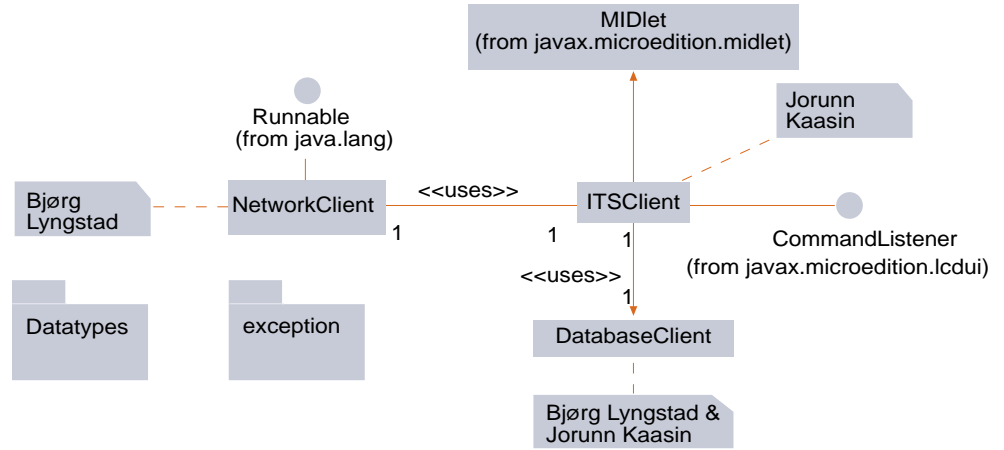 MIDlet
(from javax.microedition.midlet)
Jorunn
Kaasin
Runnable
(from java.lang)
Bjørg
Lyngstad
NetworkClient
<<uses>>
ITSClient
1
1
1
CommandListener
(from javax.microedition.lcdui)
<<uses>>
1
Datatypes
exception
DatabaseClient
Bjørg Lyngstad &
Jorunn Kaasin